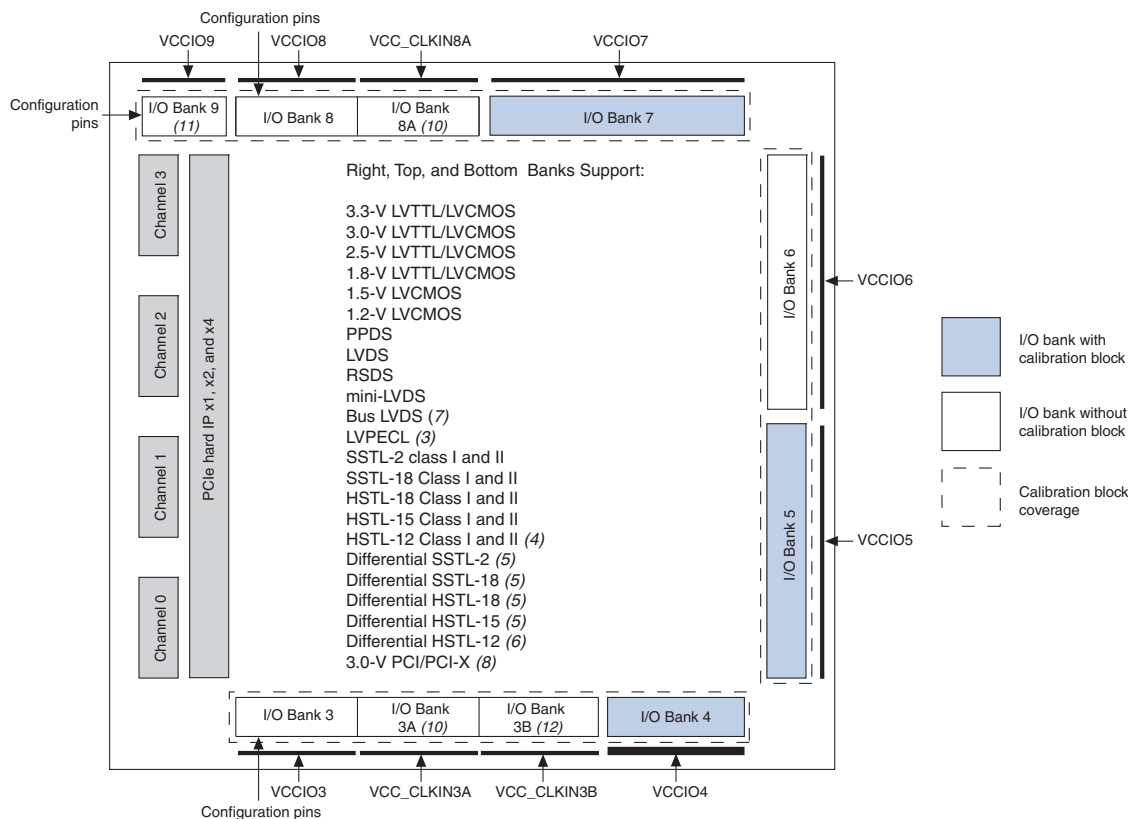 Configuration pins
VCCIO9
VCCIO8
VCC_CLKIN8A
VCCIO7
Configuration
pins
I/O Bank 9
(11)
I/O Bank 8
I/O Bank
8A (10)
I/O Bank 7
Right, Top, and Bottom Banks Support:
3.3-V LVTTL/LVCMOS
3.0-V LVTTL/LVCMOS
2.5-V LVTTL/LVCMOS
1.8-V LVTTL/LVCMOS
1.5-V LVCMOS
1.2-V LVCMOS
PPDS
LVDS
RSDS
mini-LVDS
Bus LVDS (7)
LVPECL (3)
SSTL-2 class I and II
SSTL-18 Class I and II
HSTL-18 Class I and II
HSTL-15 Class I and II
HSTL-12 Class I and II (4)
Differential SSTL-2 (5)
Differential SSTL-18 (5)
Differential HSTL-18 (5)
Differential HSTL-15 (5)
Differential HSTL-12 (6)
3.0-V PCI/PCI-X (8)
Channel 3
Channel 2
Channel 1
Channel 0
PCIe hard IP x1, x2, and x4
I/O Bank 6
I/O Bank 5
VCCIO6
VCCIO5
I/O bank with
calibration block
I/O bank without
calibration block
Calibration block
coverage
I/O Bank 3
I/O Bank
3A (10)
I/O Bank
3B (12)
I/O Bank 4
VCCIO3
VCC_CLKIN3A
VCC_CLKIN3B
VCCIO4
Configuration pins